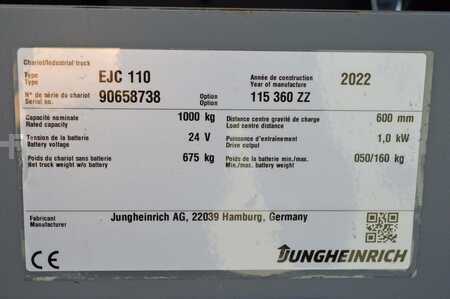 Chariot/Industrial truck
Type EJC 110 Année de construction 2022
Type Year of manufacture
N° de série du chariot 90658738 Option 115 360 ZZ
Serial no. Option
Capacité nominale 1000 kg Distance centre gravité de charge 600 mm
Rated capacity Load centre distance
Tension de la batterie 24 V Puissance d'entraînement 1,0 kW
Battery voltage Drive output
Poids du chariot sans batterie 675 kg Poids de la batterie min./max. 050/160 kg
Net truck weight w/o battery Min./max. battery weight
Fabricant Jungheinrich AG, 22039 Hamburg, Germany
Manufacturer
CE JUNGHEINRICH